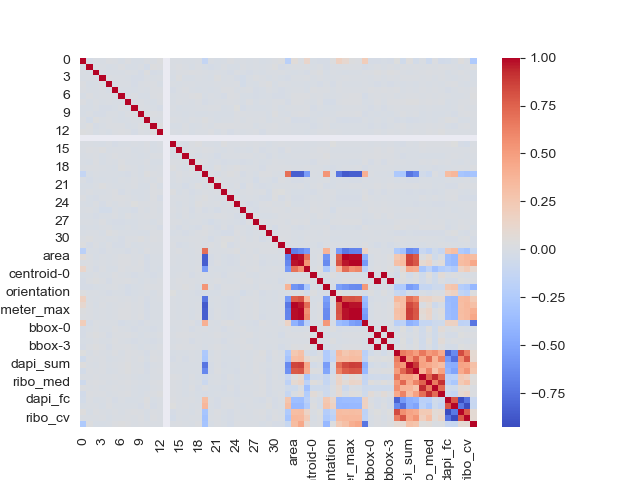 0
3
6
9
12
15
18
21
24
27
30
area
centroid-0
orientation
meter_max
bbox-0
bbox-3
dapi_sum
ribo_med
dapi_fc
ribo_cv
0
3
6
9
12
15
18
21
24
27
30
area
troid-0
ntation
er_max
bbox-0
bbox-3
pi_sum
o_med
dapi_fc
ibo_cv
1.00
0.75
0.50
0.25
0.00
−0.25
−0.50
−0.75